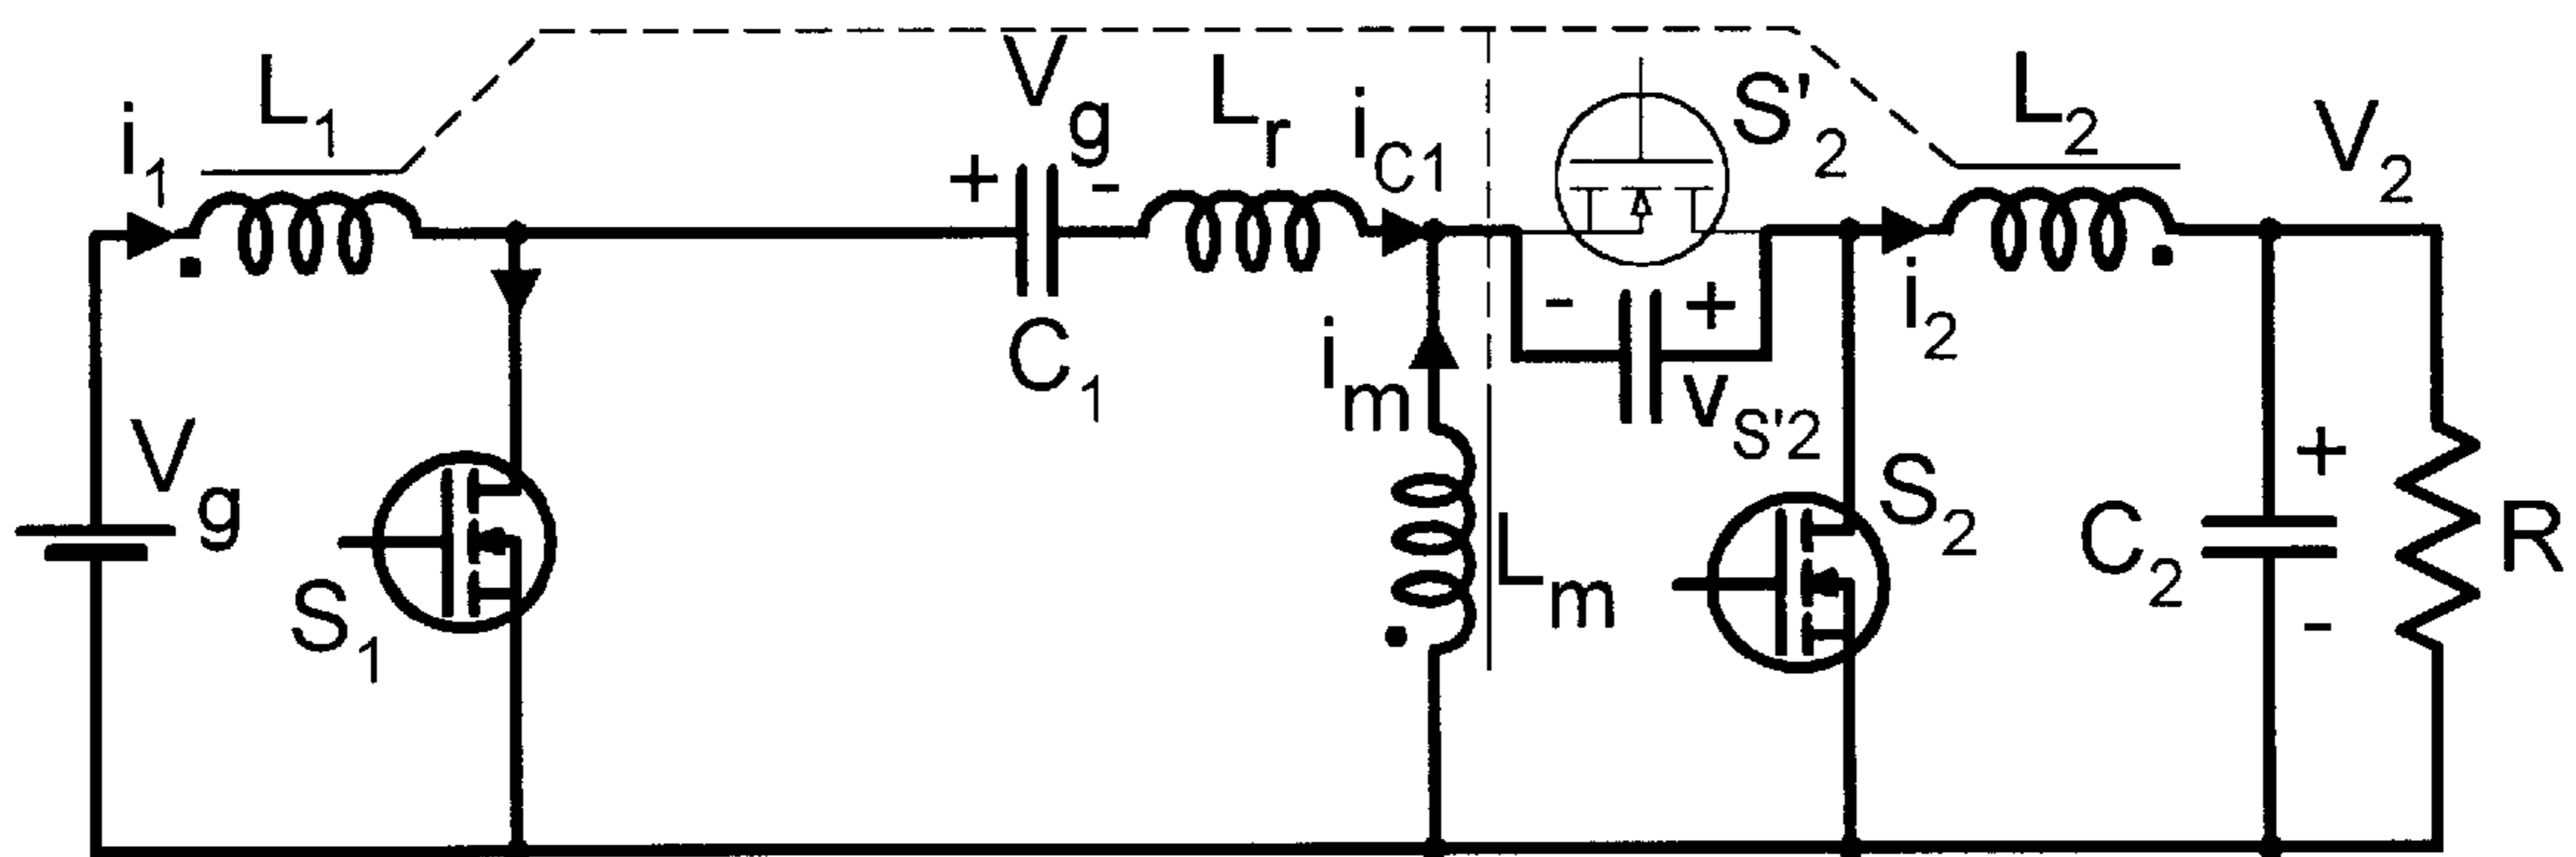 i1
L1
Vg
+ -
C1
Lr
iC1
S'2
- +
vS'2
L2
V2
i2
im
Lm
Vg
S1
S2
C2
+
-
R